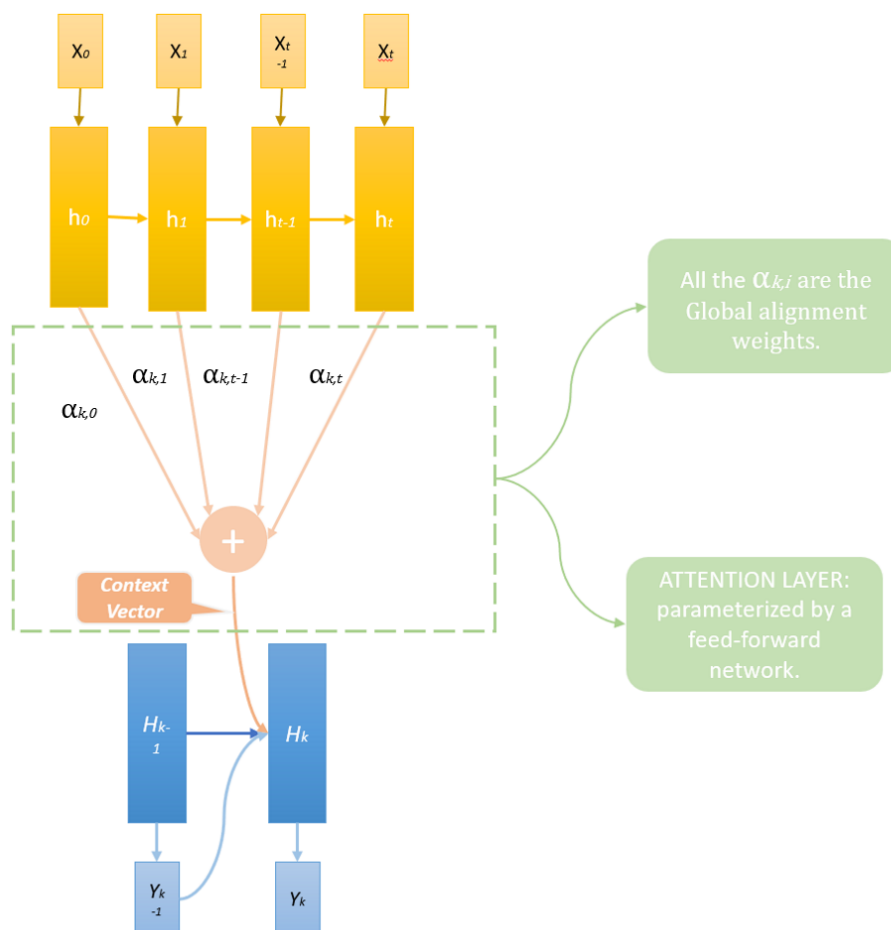 X0
X1
Xt
-1
Xt
h0
h1
ht-1
ht
All the αk,i are the
Global alignment
weights.
αk,1
αk,t-1
αk,t
αk,0
+
Context
Vector
ATTENTION LAYER:
parameterized by a
feed-forward
network.
Hk-
1
Hk
Yk
-1
Yk